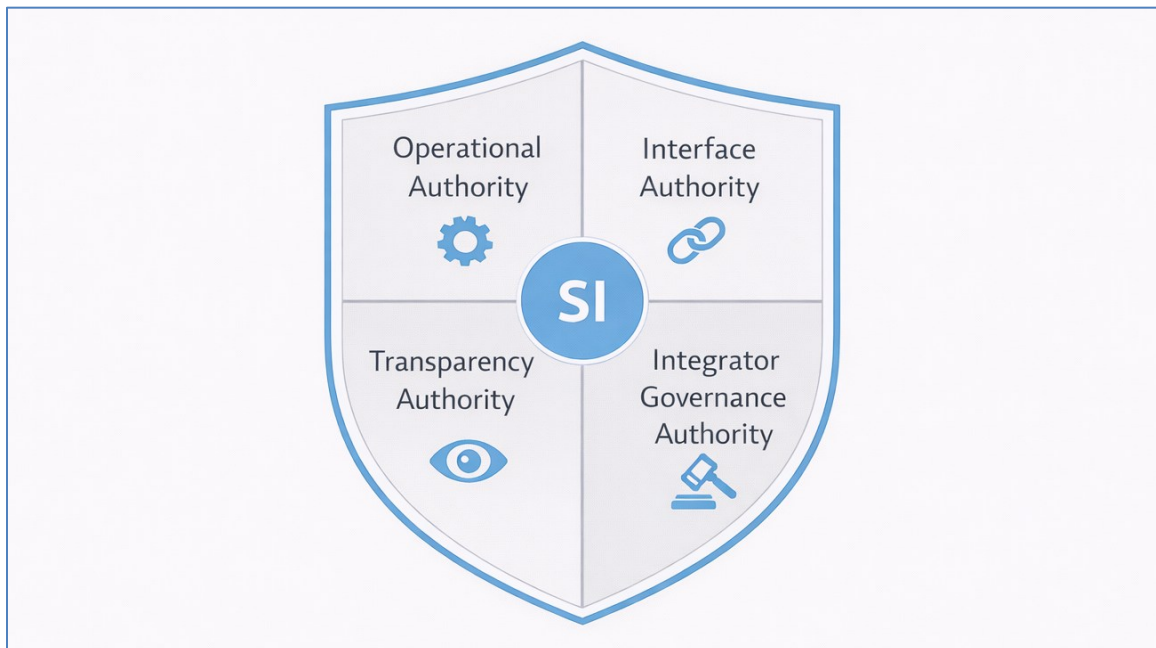 Operational
Authority
Interface
Authority
SI
Transparency
Authority
Integrator
Governance
Authority